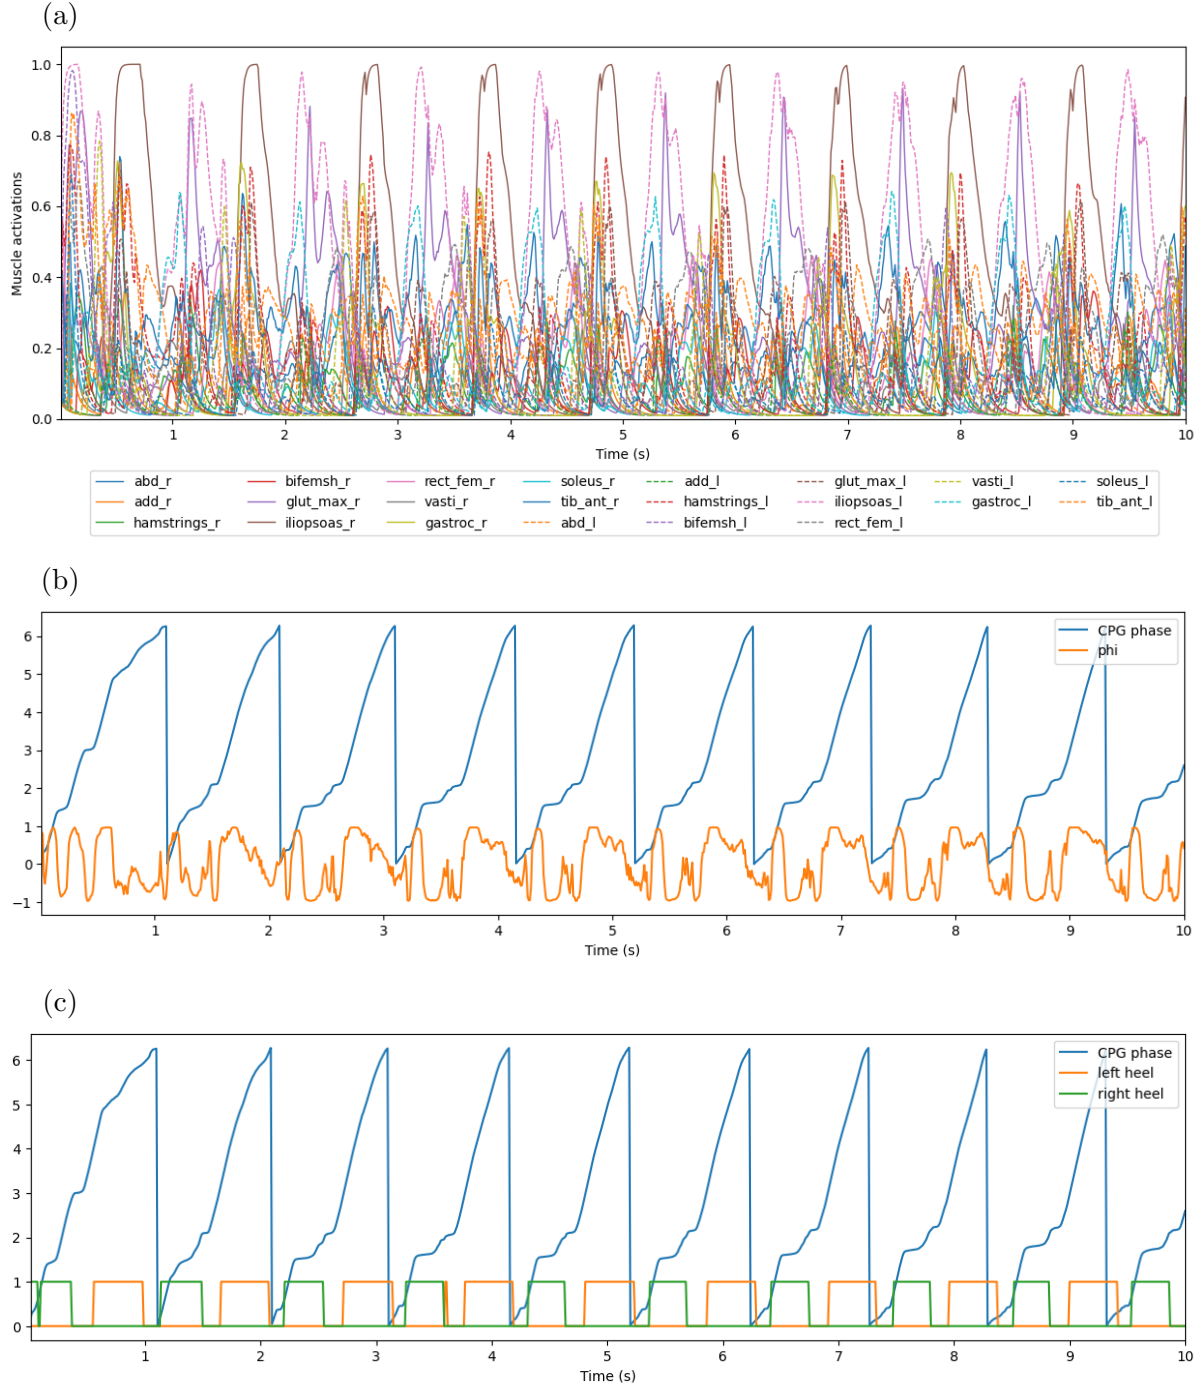 (a)
1.0
0.8
0.6
0.4
0.2
0.0
Muscle activations
1 2 3 4 5 6 7 8 9 10
Time (s)
abd_r bifemsh_r rect_fem_r soleus_r add_l glut_max_l vasti_l soleus_l
add_r glut_max_r vasti_r tib_ant_r hamstrings_l iliopsoas_l gastroc_l tib_ant_l
hamstrings_r iliopsoas_r gastroc_r abd_l bifemsh_l rect_fem_l
(b)
6
5
4
3
2
1
0
−1
CPG phase
phi
1 2 3 4 5 6 7 8 9 10
Time (s)
(c)
6
5
4
3
2
1
0
CPG phase
left heel
right heel
1 2 3 4 5 6 7 8 9 10
Time (s)